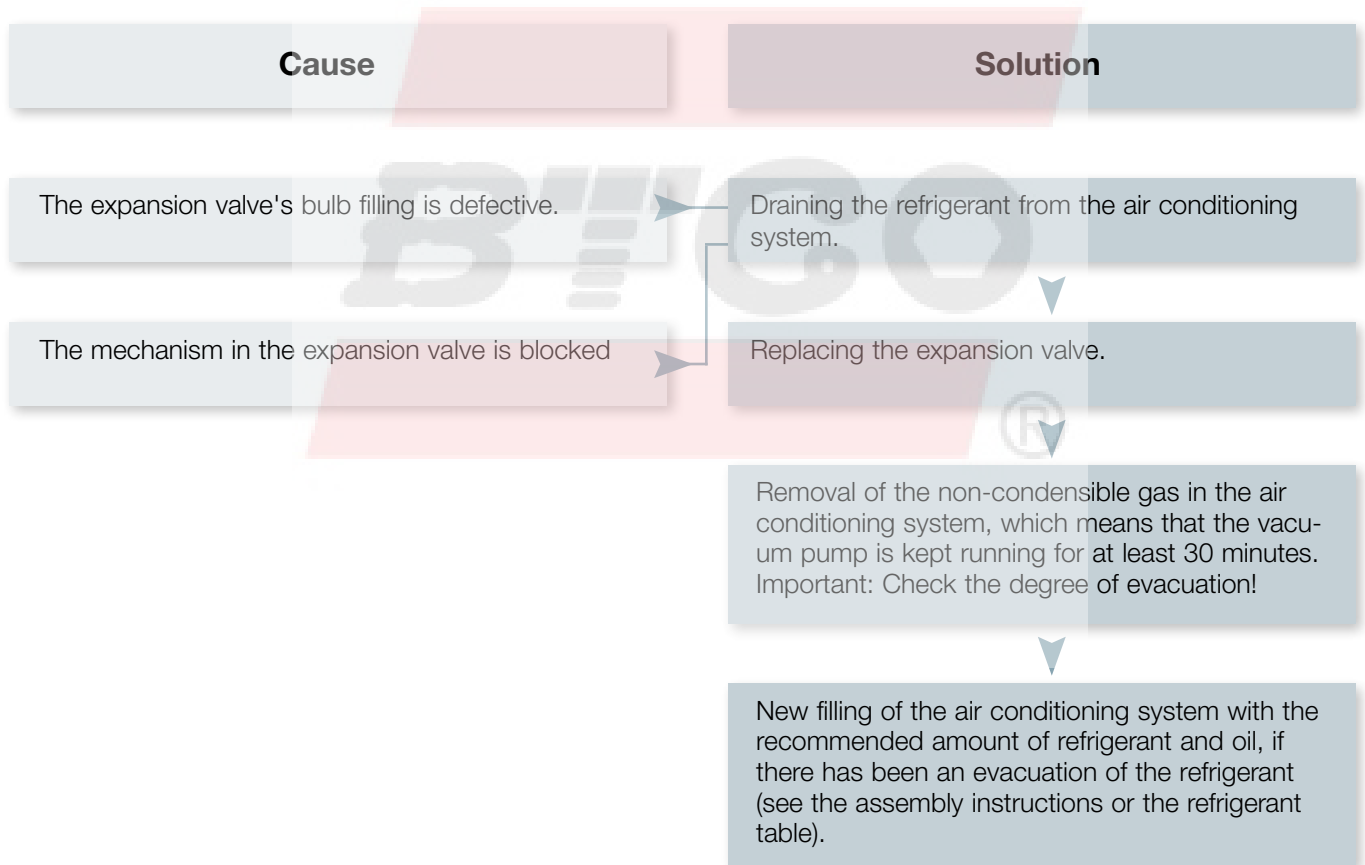 Cause
Solution
The expansion valve's bulb filling is defective.
Draining the refrigerant from the air conditioning
system.
The mechanism in the expansion valve is blocked
Replacing the expansion valve.
Removal of the non-condensible gas in the air
conditioning system, which means that the vacu-
um pump is kept running for at least 30 minutes.
Important: Check the degree of evacuation!
New filling of the air conditioning system with the
recommended amount of refrigerant and oil, if
there has been an evacuation of the refrigerant
(see the assembly instructions or the refrigerant
table).
®